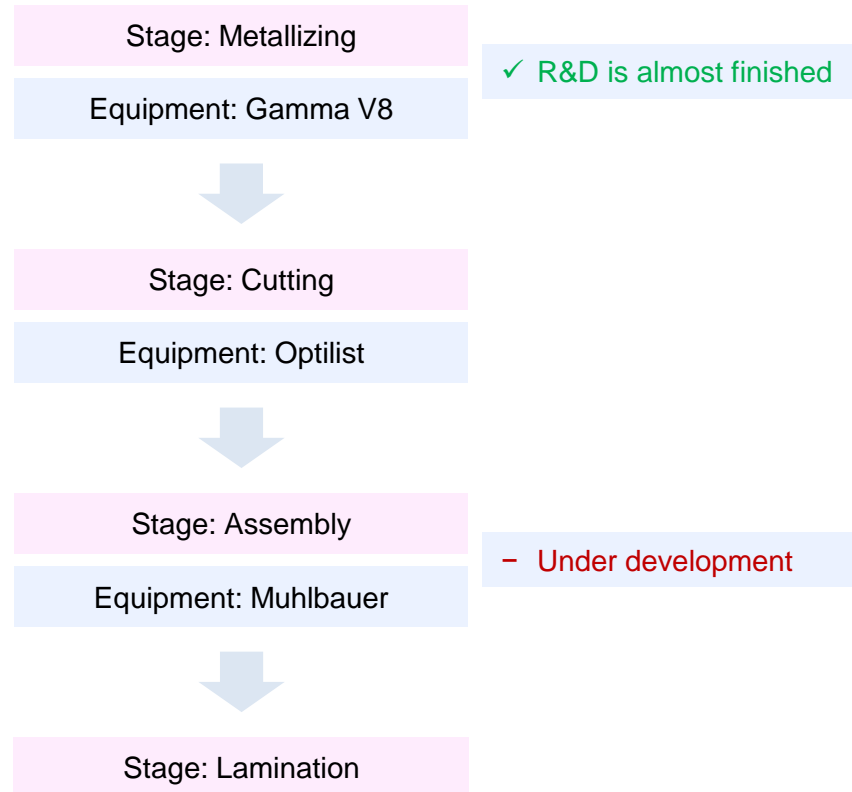 Stage: Metallizing
✓ R&D is almost finished
Equipment: Gamma V8
Stage: Cutting
Equipment: Optilist
Stage: Assembly
− Under development
Equipment: Muhlbauer
Stage: Lamination